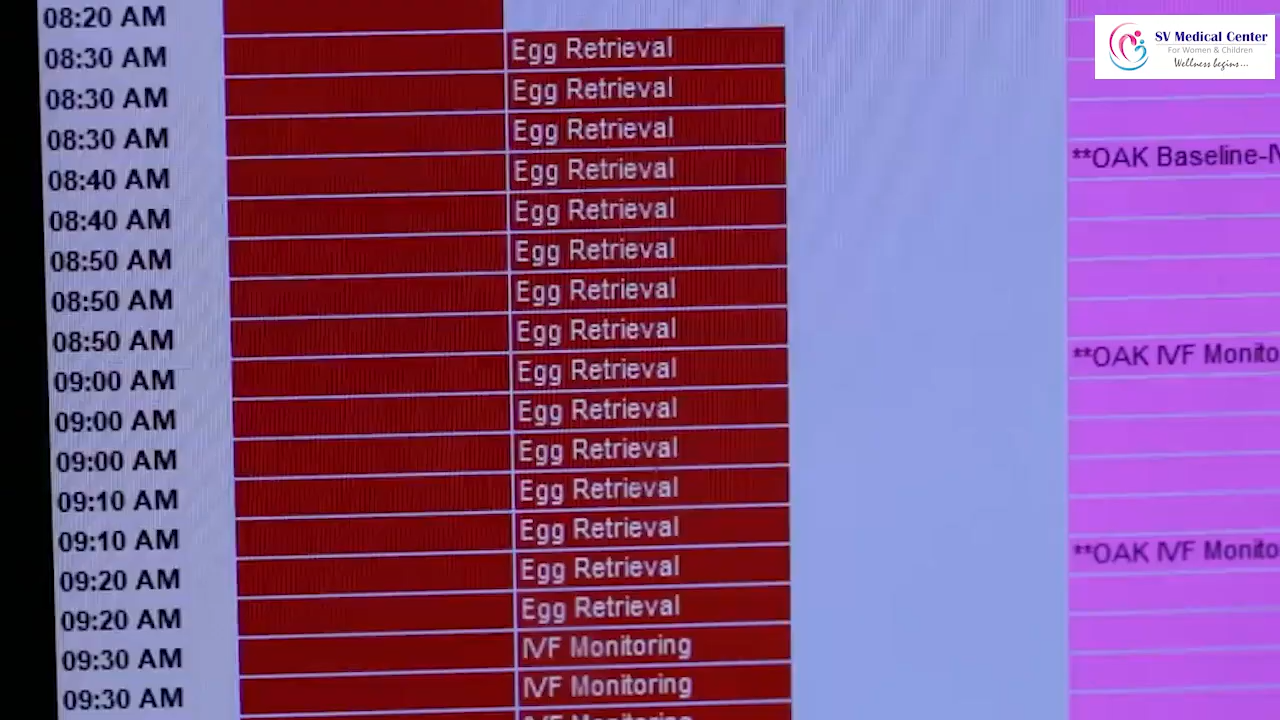 SV Medical Center
For Women & Children
Wellness begins...
08:20 AM
08:30 AM Egg Retrieval
08:30 AM Egg Retrieval
08:30 AM Egg Retrieval
08:40 AM Egg Retrieval **OAK Baseline-
08:40 AM Egg Retrieval
08:50 AM Egg Retrieval
08:50 AM Egg Retrieval
08:50 AM Egg Retrieval
09:00 AM Egg Retrieval **OAK IVF Monito
09:00 AM Egg Retrieval
09:00 AM Egg Retrieval
09:10 AM Egg Retrieval
09:10 AM Egg Retrieval
09:20 AM Egg Retrieval **OAK IVF Monito
09:20 AM Egg Retrieval
09:30 AM IVF Monitoring
09:30 AM IVF Monitoring
IVF Monitoring